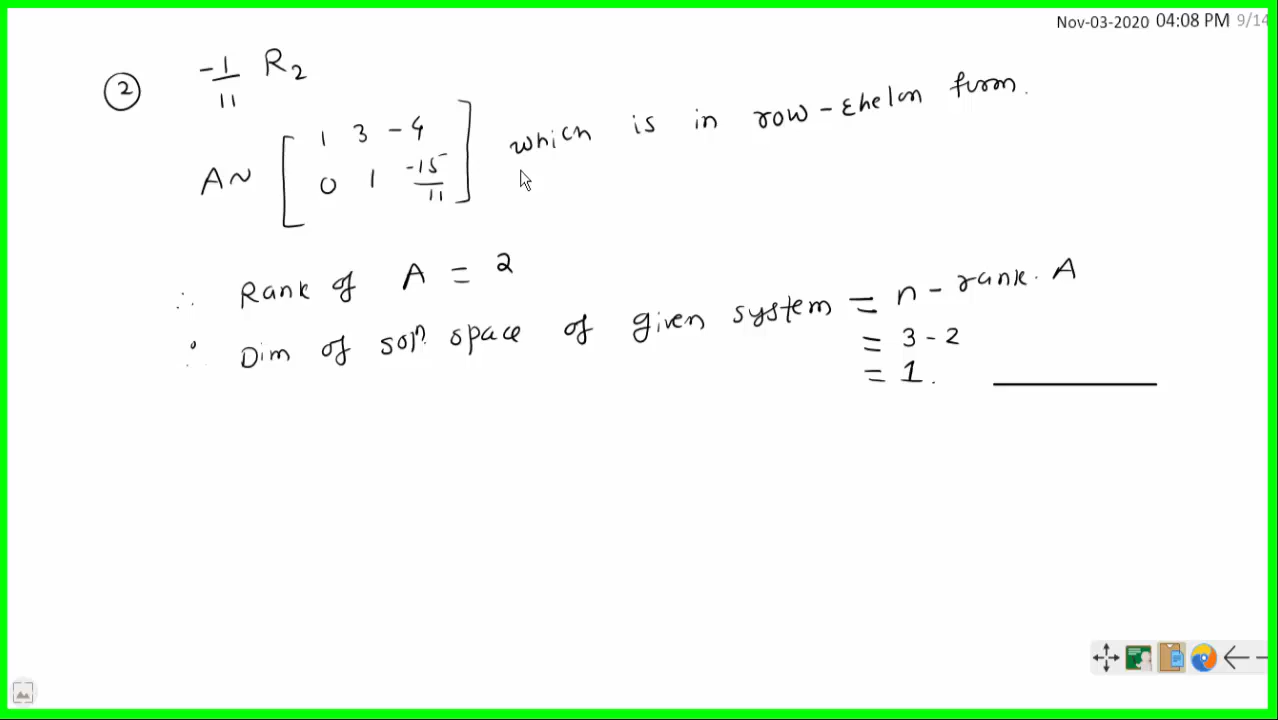 Nov-03-2020 04:08 PM 9/14
② -1/11 R2
A ~ [ 1 3 -4
0 1 -15/11 ] which is in row-Ehelon form.
∴ Rank of A = 2
∴ Dim of solⁿ. space of given system = n - rank. A
= 3 - 2
= 1.